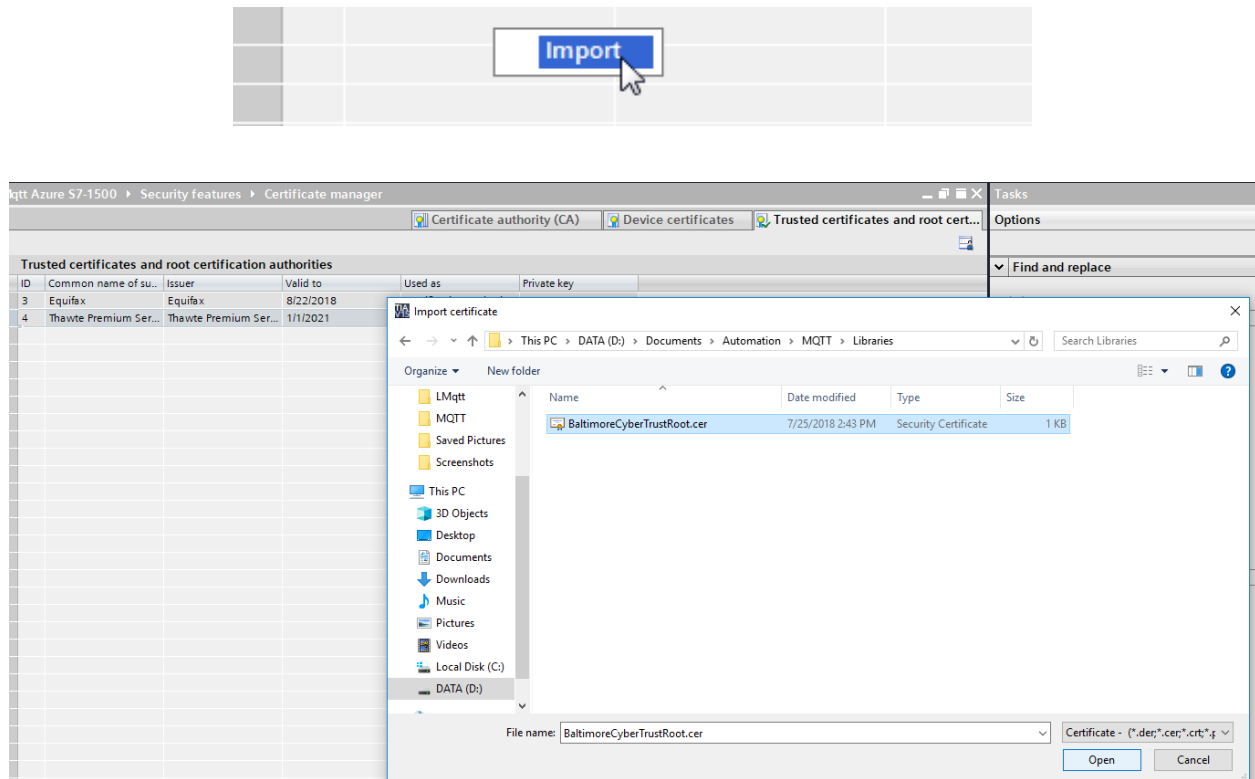 Import
Mqtt Azure S7-1500 Security features Certificate manager
Tasks
Certificate authority (CA) Device certificates Trusted certificates and root cert...
Options
Trusted certificates and root certification authorities
Find and replace
ID Common name of su.. Issuer Valid to Used as Private key
3 Equifax Equifax 8/22/2018
4 Thawte Premium Ser... Thawte Premium Ser... 1/1/2021
Import certificate
This PC > DATA (D:) > Documents > Automation > MQTT > Libraries
Search Libraries
Organize New folder
LMqtt
MQTT
Saved Pictures
Screenshots
This PC
3D Objects
Desktop
Documents
Downloads
Music
Pictures
Videos
Local Disk (C:)
DATA (D:)
Name Date modified Type Size
BaltimoreCyberTrustRoot.cer 7/25/2018 2:43 PM Security Certificate 1 KB
File name: BaltimoreCyberTrustRoot.cer
Certificate - (*.der;*.cer;*.crt;*.p
Open Cancel